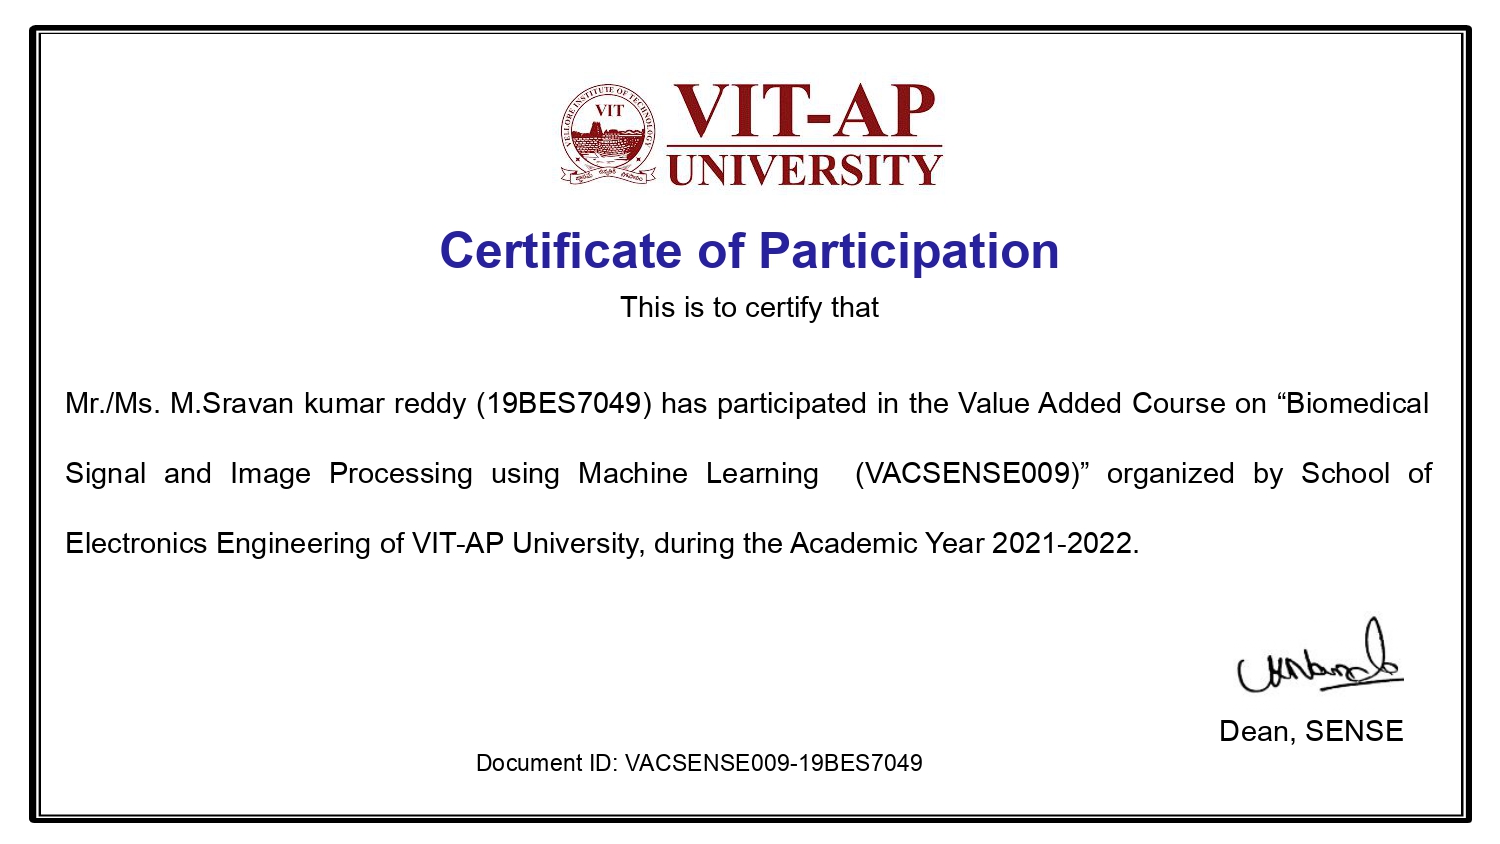 VELLORE INSTITUTE OF TECHNOLOGY
VIT
VIT-AP
UNIVERSITY
Certificate of Participation
This is to certify that
Mr./Ms. M.Sravan kumar reddy (19BES7049) has participated in the Value Added Course on “Biomedical
Signal and Image Processing using Machine Learning (VACSENSE009)” organized by School of
Electronics Engineering of VIT-AP University, during the Academic Year 2021-2022.
Dean, SENSE
Document ID: VACSENSE009-19BES7049